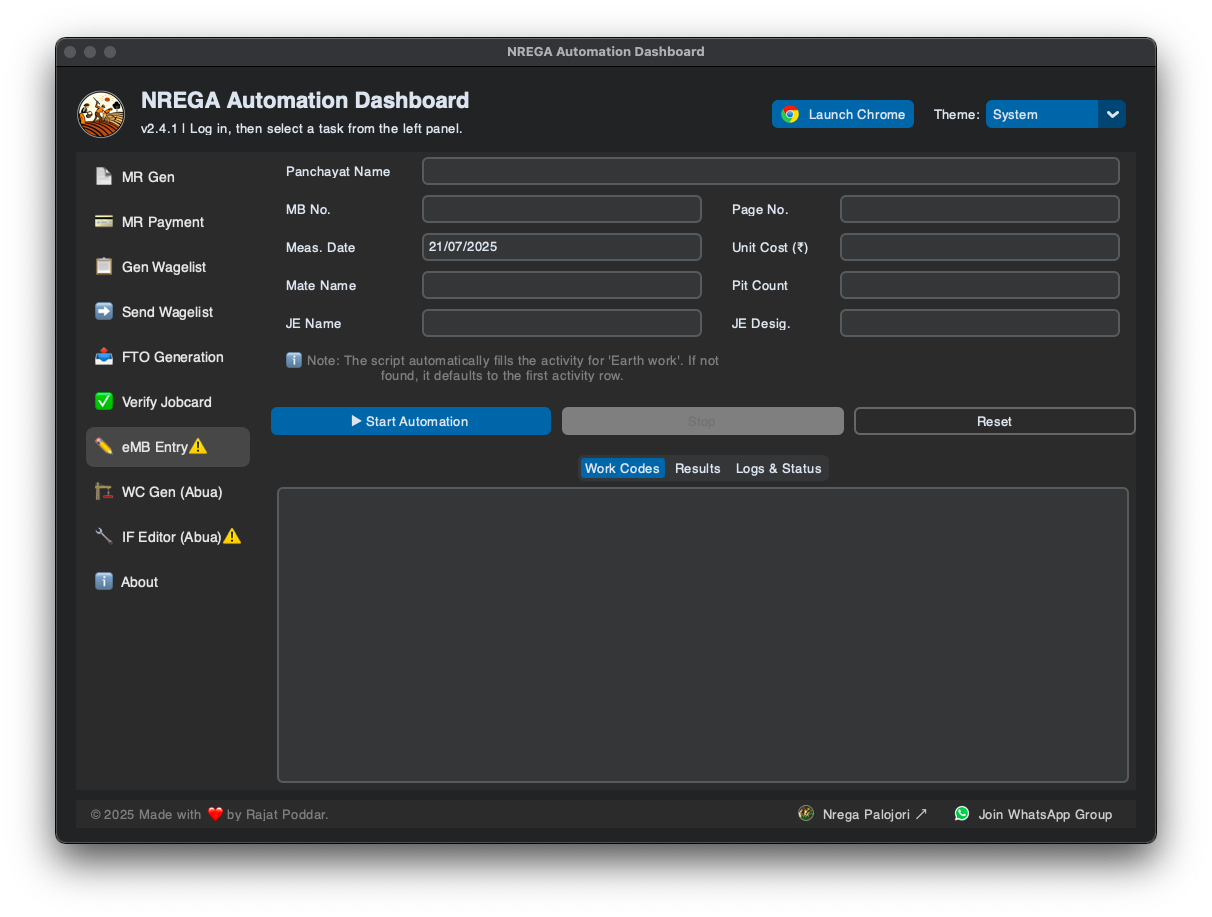 NREGA Automation Dashboard
NREGA Automation Dashboard
v2.4.1 | Log in, then select a task from the left panel.
Launch Chrome
Theme: System
MR Gen
MR Payment
Gen Wagelist
Send Wagelist
FTO Generation
Verify Jobcard
eMB Entry
WC Gen (Abua)
IF Editor (Abua)
About
Panchayat Name
MB No.
Page No.
Meas. Date 21/07/2025
Unit Cost (₹)
Mate Name
Pit Count
JE Name
JE Desig.
Note: The script automatically fills the activity for 'Earth work'. If not
found, it defaults to the first activity row.
Start Automation
Stop
Reset
Work Codes
Results
Logs & Status
© 2025 Made with ❤️ by Rajat Poddar.
Nrega Palojori ↗
Join WhatsApp Group